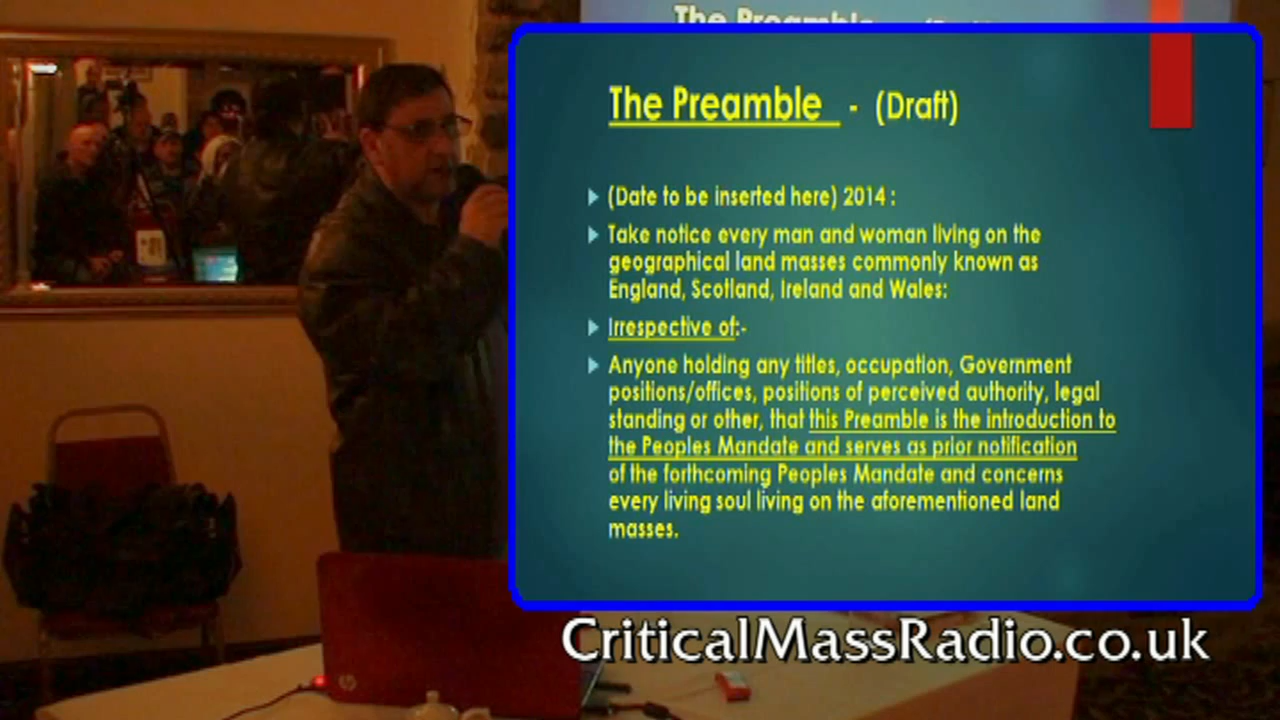 The Preamble
The Preamble - (Draft)
(Date to be inserted here) 2014 :
Take notice every man and woman living on the
geographical land masses commonly known as
England, Scotland, Ireland and Wales:
Irrespective of:-
Anyone holding any titles, occupation, Government
positions/offices, positions of perceived authority, legal
standing or other, that this Preamble is the introduction to
the Peoples Mandate and serves as prior notification
of the forthcoming Peoples Mandate and concerns
every living soul living on the aforementioned land
masses.
CriticalMassRadio.co.uk
hp